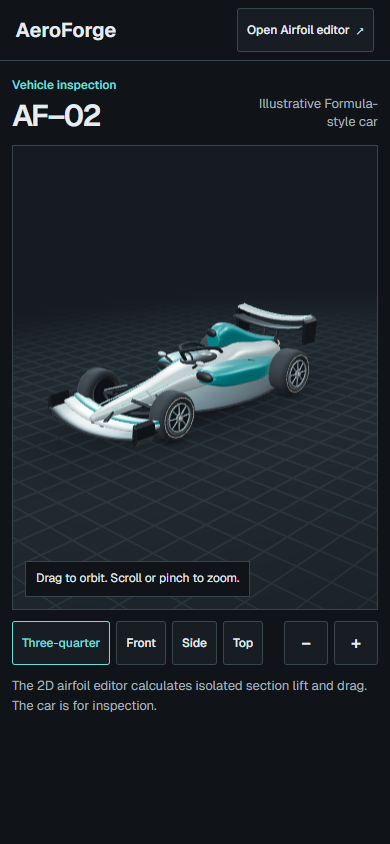 AeroForge
Open Airfoil editor ↗
Vehicle inspection
AF–02
Illustrative Formula-
style car
Drag to orbit. Scroll or pinch to zoom.
Three-quarter
Front
Side
Top
−
+
The 2D airfoil editor calculates isolated section lift and drag.
The car is for inspection.